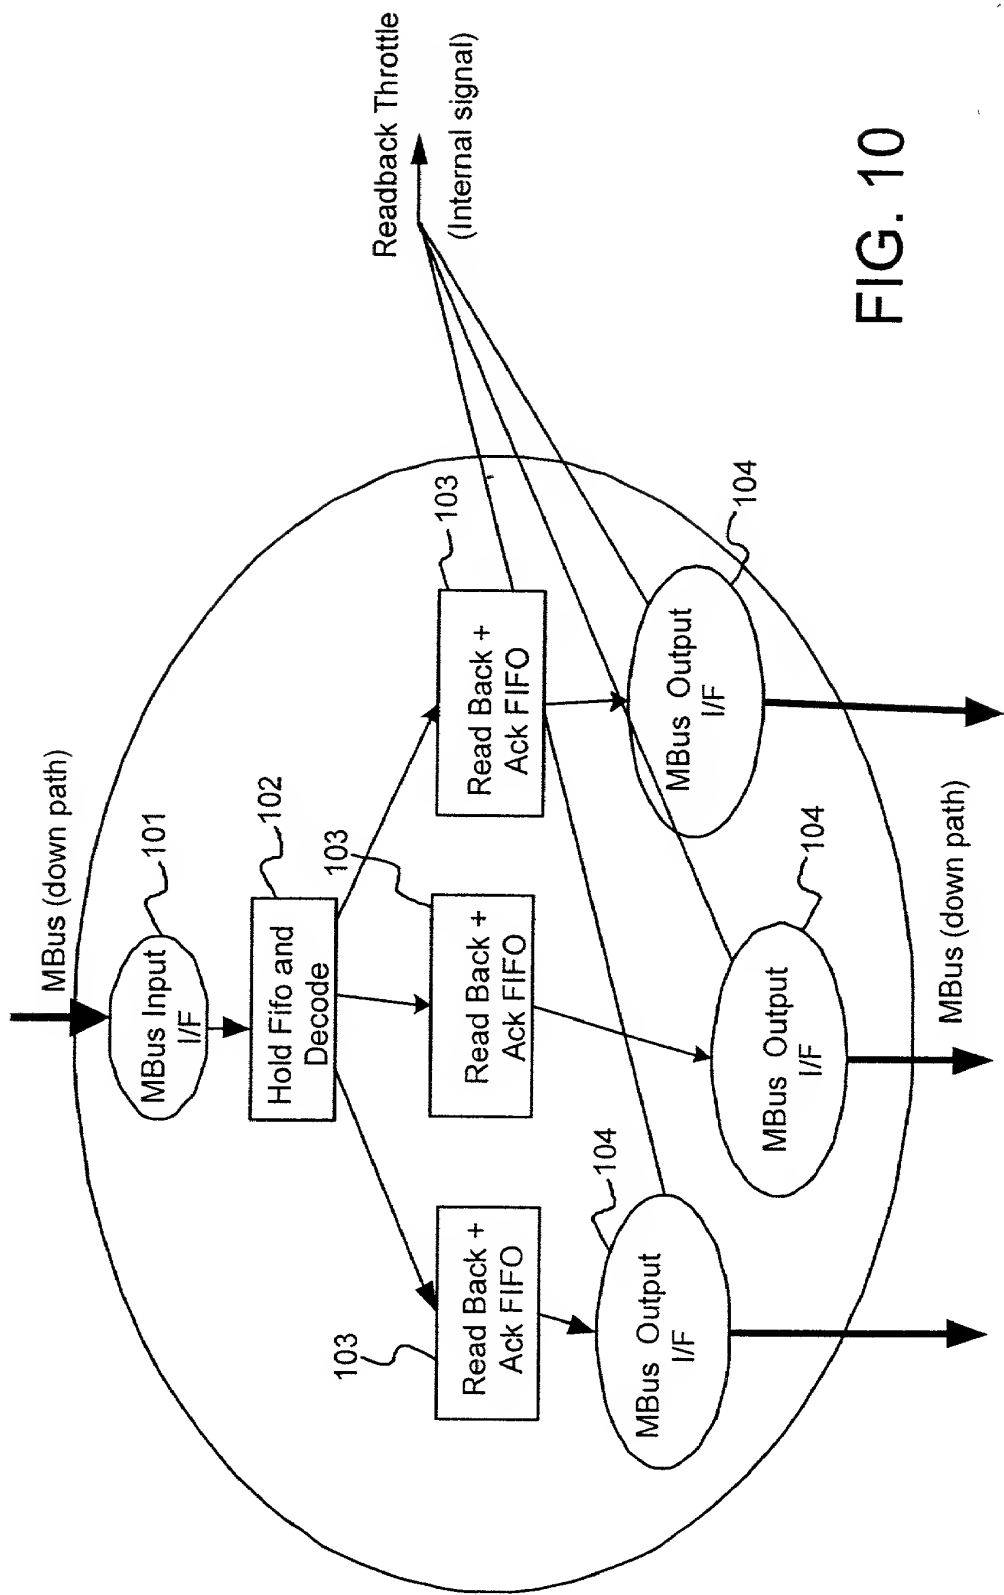 MBus (down path)
MBus Input
I/F
101
Hold Fifo and
Decode
102
103
Read Back +
Ack FIFO
103
Read Back +
Ack FIFO
103
Read Back +
Ack FIFO
104
MBus Output
I/F
104
MBus Output
I/F
104
MBus Output
I/F
MBus (down path)
Readback Throttle
(Internal signal)
FIG. 10